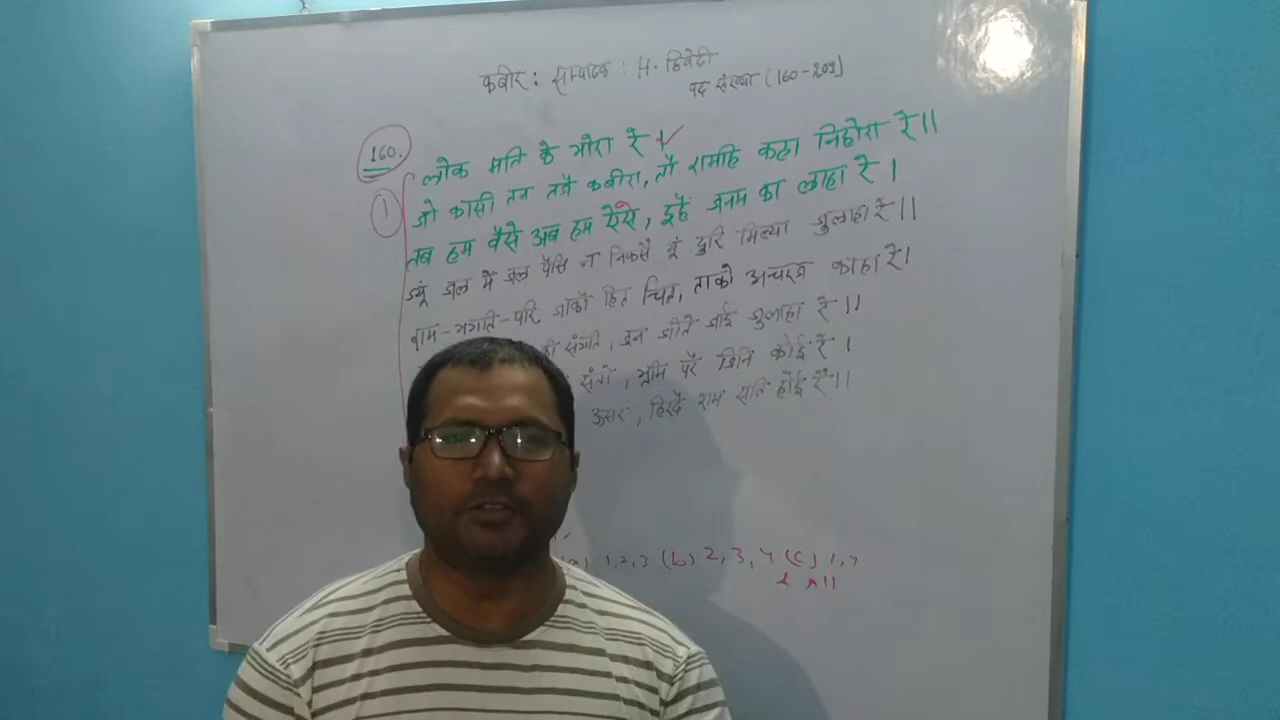 कबीर: सम्पादक: H. द्विवेदी
पद संख्या (160-209)
160. लोक मति के भोरा रे।
① जो कासी तन तजै कबीरा, तौ रामहि कहा निहोरा रे॥
तब हम वैसे अब हम ऐसे, इहै जनम का लाहा रे।
ज्यूं जल में जल पैसि न निकसै यूं दुरि मिल्या जुलाहा रे॥
राम-भगति-परि जाकौ हित चित, ताको अचरज काहा रे।
की संगति, जन जीते जाई जुलाहा रे॥
संतो, भ्रमि परै जिनि कोई रे।
ऊसर, हिरदै राम सति होई रे॥
1,2,3 (b) 2,3,4 (c) 1,4
d All